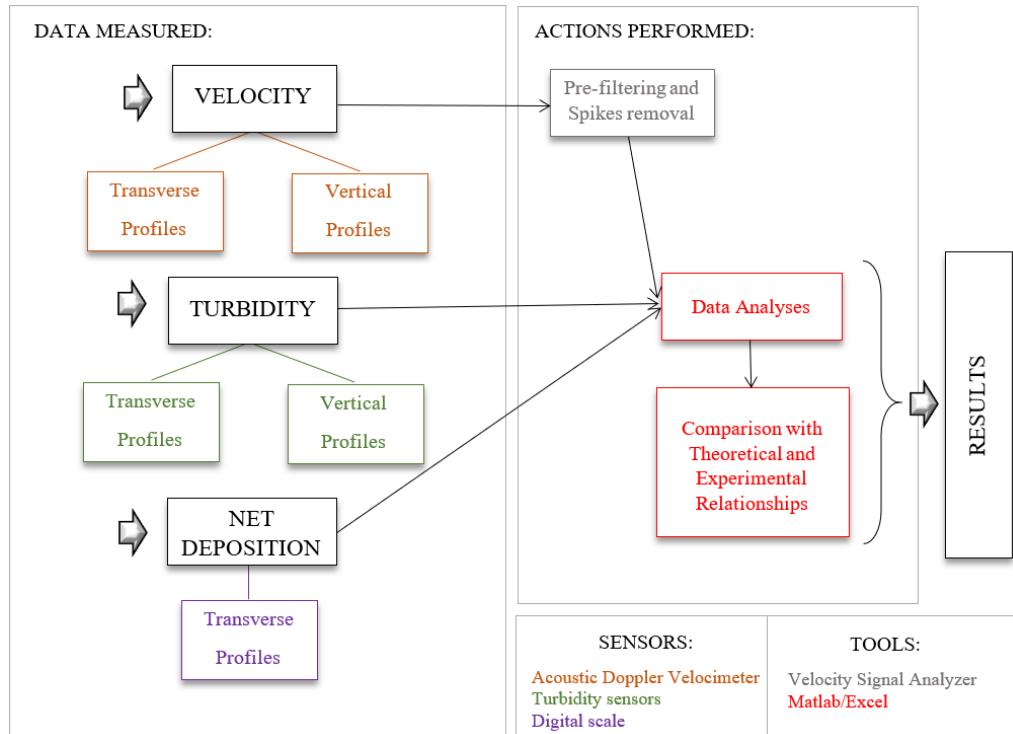 DATA MEASURED:
VELOCITY
Transverse
Profiles
Vertical
Profiles
TURBIDITY
Transverse
Profiles
Vertical
Profiles
NET
DEPOSITION
Transverse
Profiles
ACTIONS PERFORMED:
Pre-filtering and
Spikes removal
Data Analyses
Comparison with
Theoretical and
Experimental
Relationships
RESULTS
SENSORS:
Acoustic Doppler Velocimeter
Turbidity sensors
Digital scale
TOOLS:
Velocity Signal Analyzer
Matlab/Excel